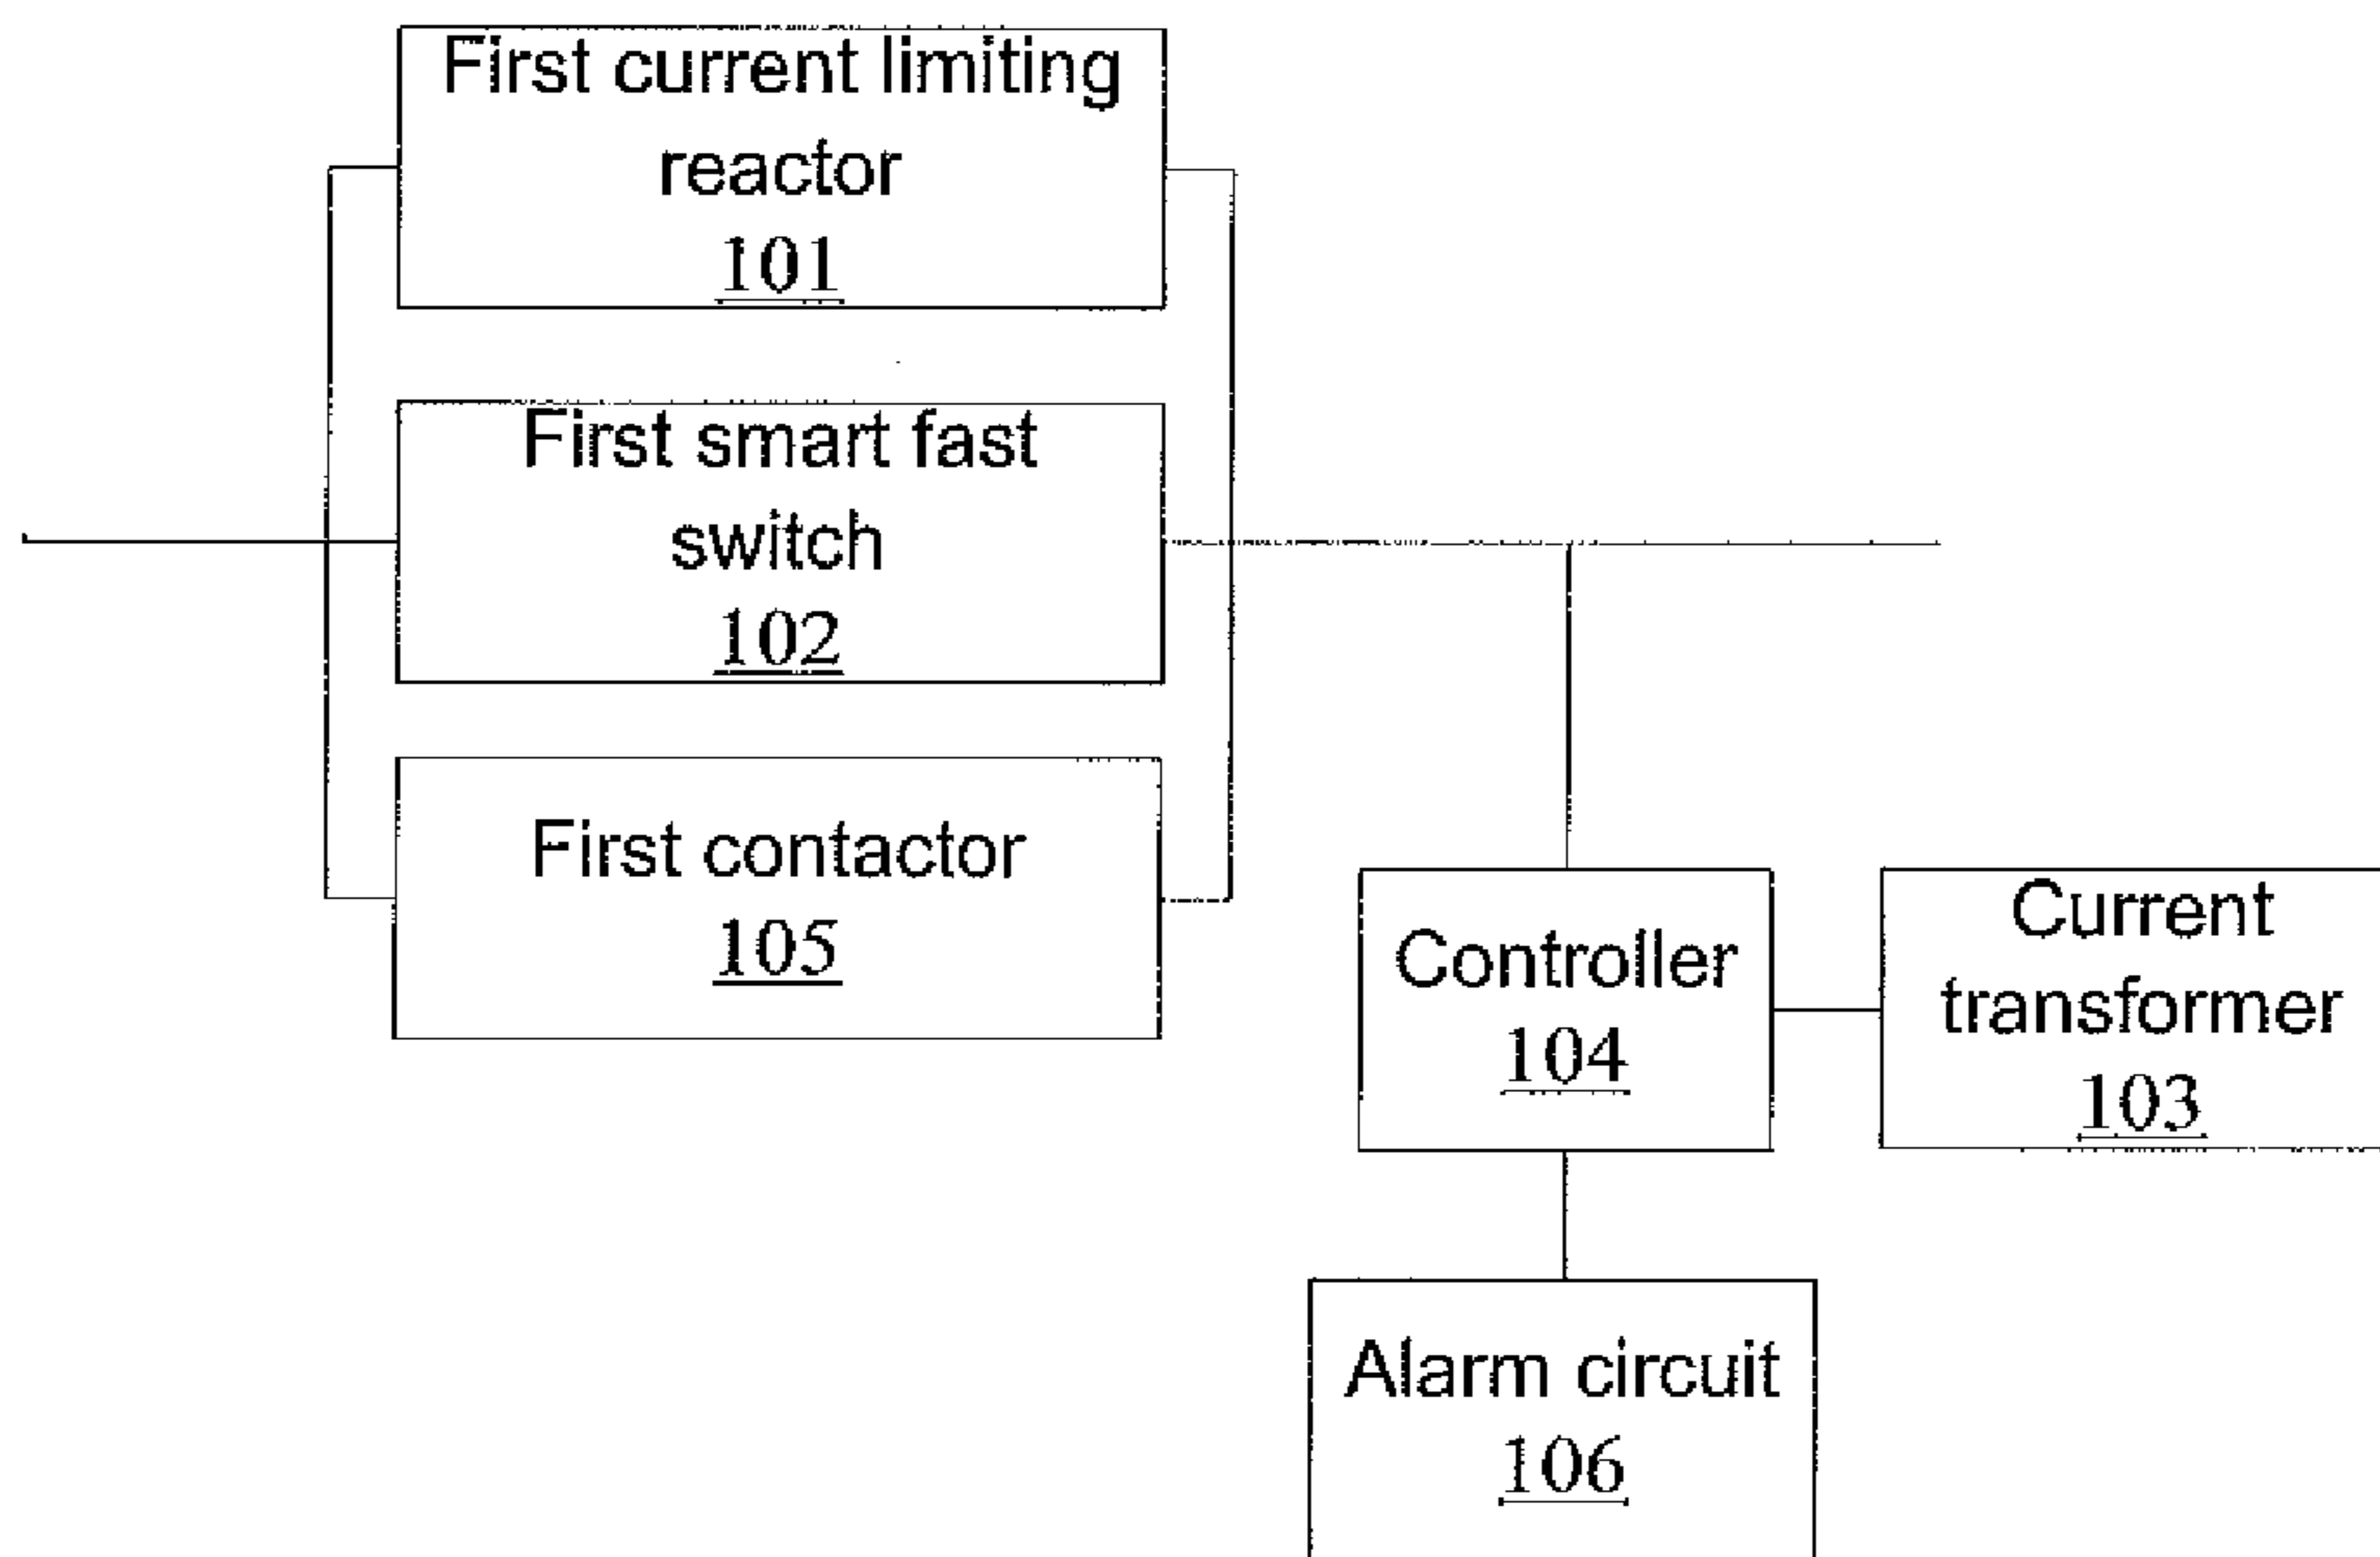 First current limiting
reactor
101
First smart fast
switch
102
First contactor
105
Controller
104
Current
transformer
103
Alarm circuit
106